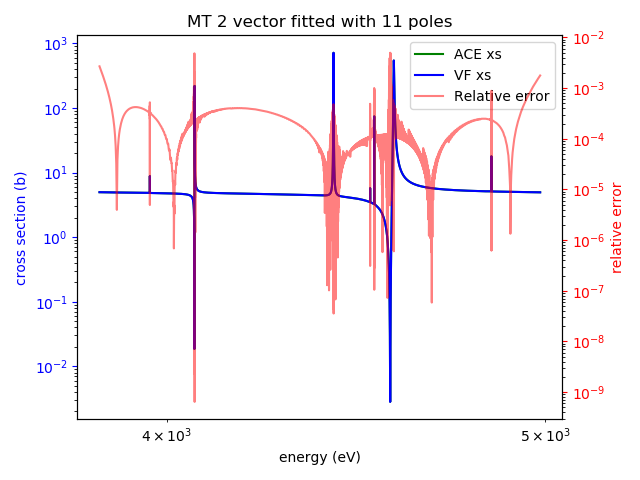 MT 2 vector fitted with 11 poles
ACE xs
VF xs
Relative error
cross section (b)
10³
10²
10¹
10⁰
10⁻¹
10⁻²
relative error
10⁻²
10⁻³
10⁻⁴
10⁻⁵
10⁻⁶
10⁻⁷
10⁻⁸
10⁻⁹
4 × 10³
5 × 10³
energy (eV)